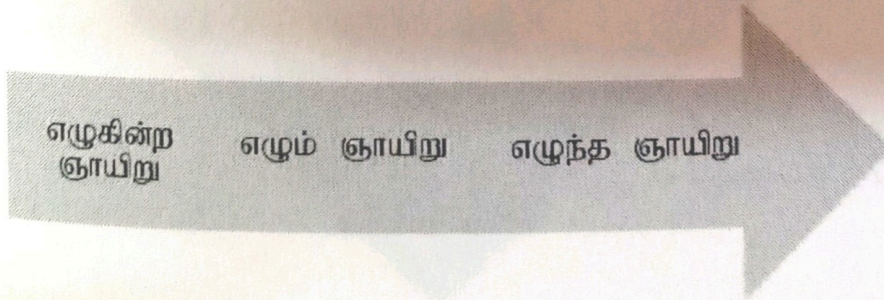 எழுகின்ற
ஞாயிறு
எழும் ஞாயிறு
எழுந்த ஞாயிறு